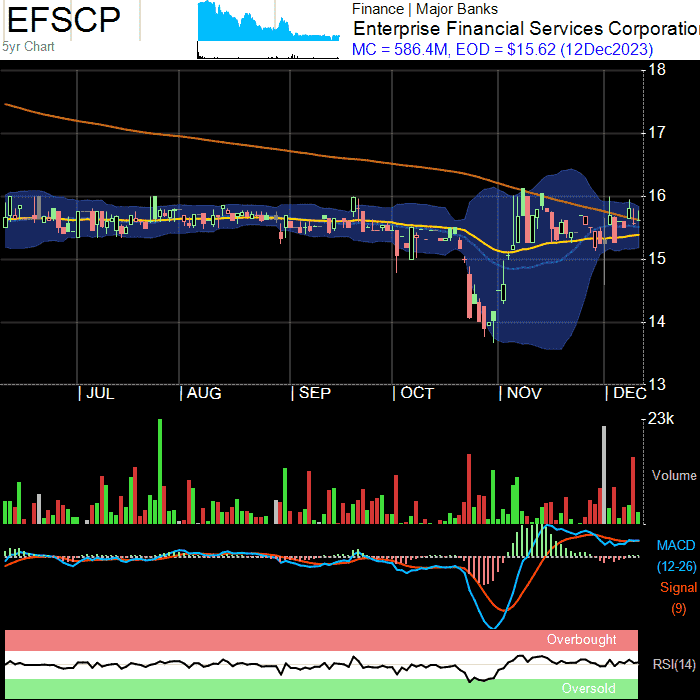 EFSCP
5yr Chart
Finance | Major Banks
Enterprise Financial Services Corporation
MC = 586.4M, EOD = $15.62 (12Dec2023)
18
17
16
15
14
13
| JUL | AUG | SEP | OCT | NOV | DEC
23k
Volume
MACD
(12-26)
Signal
(9)
Overbought
RSI(14)
Oversold